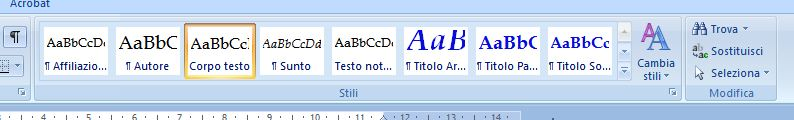 Acrobat
AaBbCcDc AaBbCcC AaBbCcI AaBbCcDd AaBbCcDc AaB AaBbC AaBbCc
¶ Affiliazio... ¶ Autore Corpo testo ¶ Sunto Testo not... ¶ Titolo Ar... ¶ Titolo Pa... ¶ Titolo So...
Cambia
stili
Stili
Trova
Sostituisci
Seleziona
Modifica
4 5 6 7 8 9 10 11 12 13 14